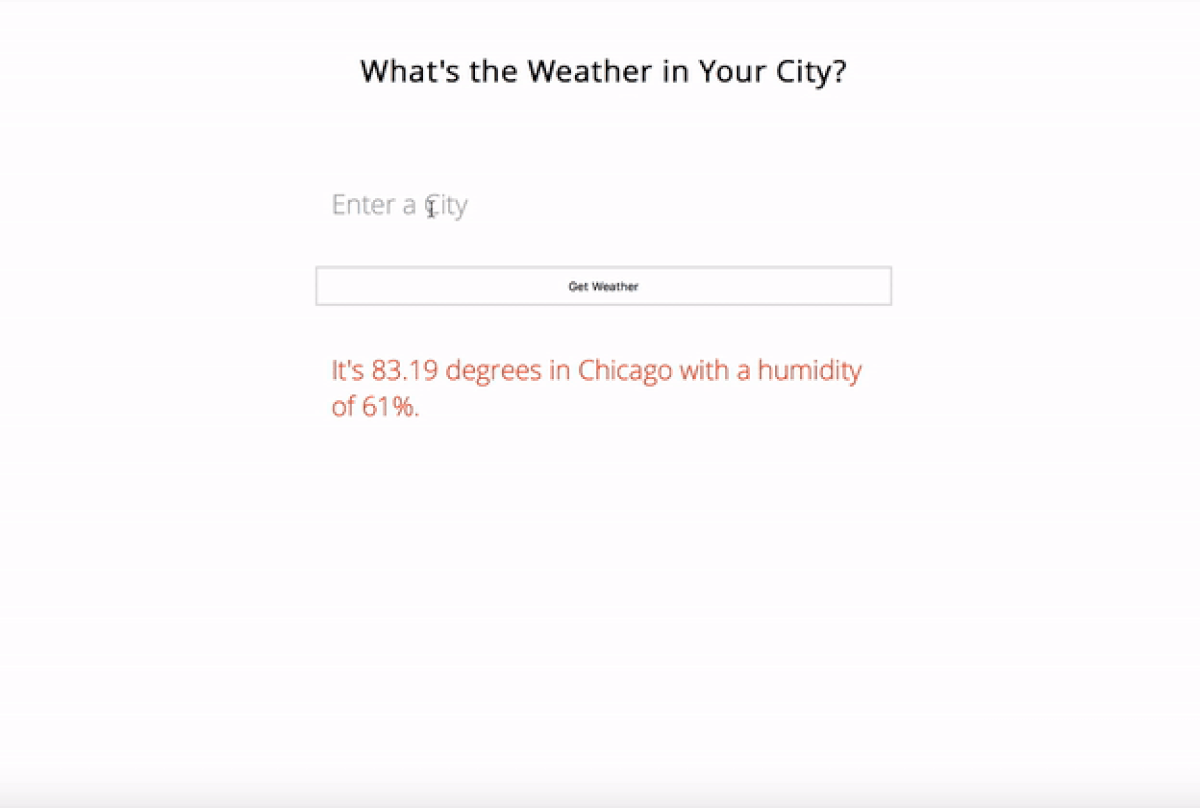 What's the Weather in Your City?
Enter a City
Get Weather
It's 83.19 degrees in Chicago with a humidity
of 61%.